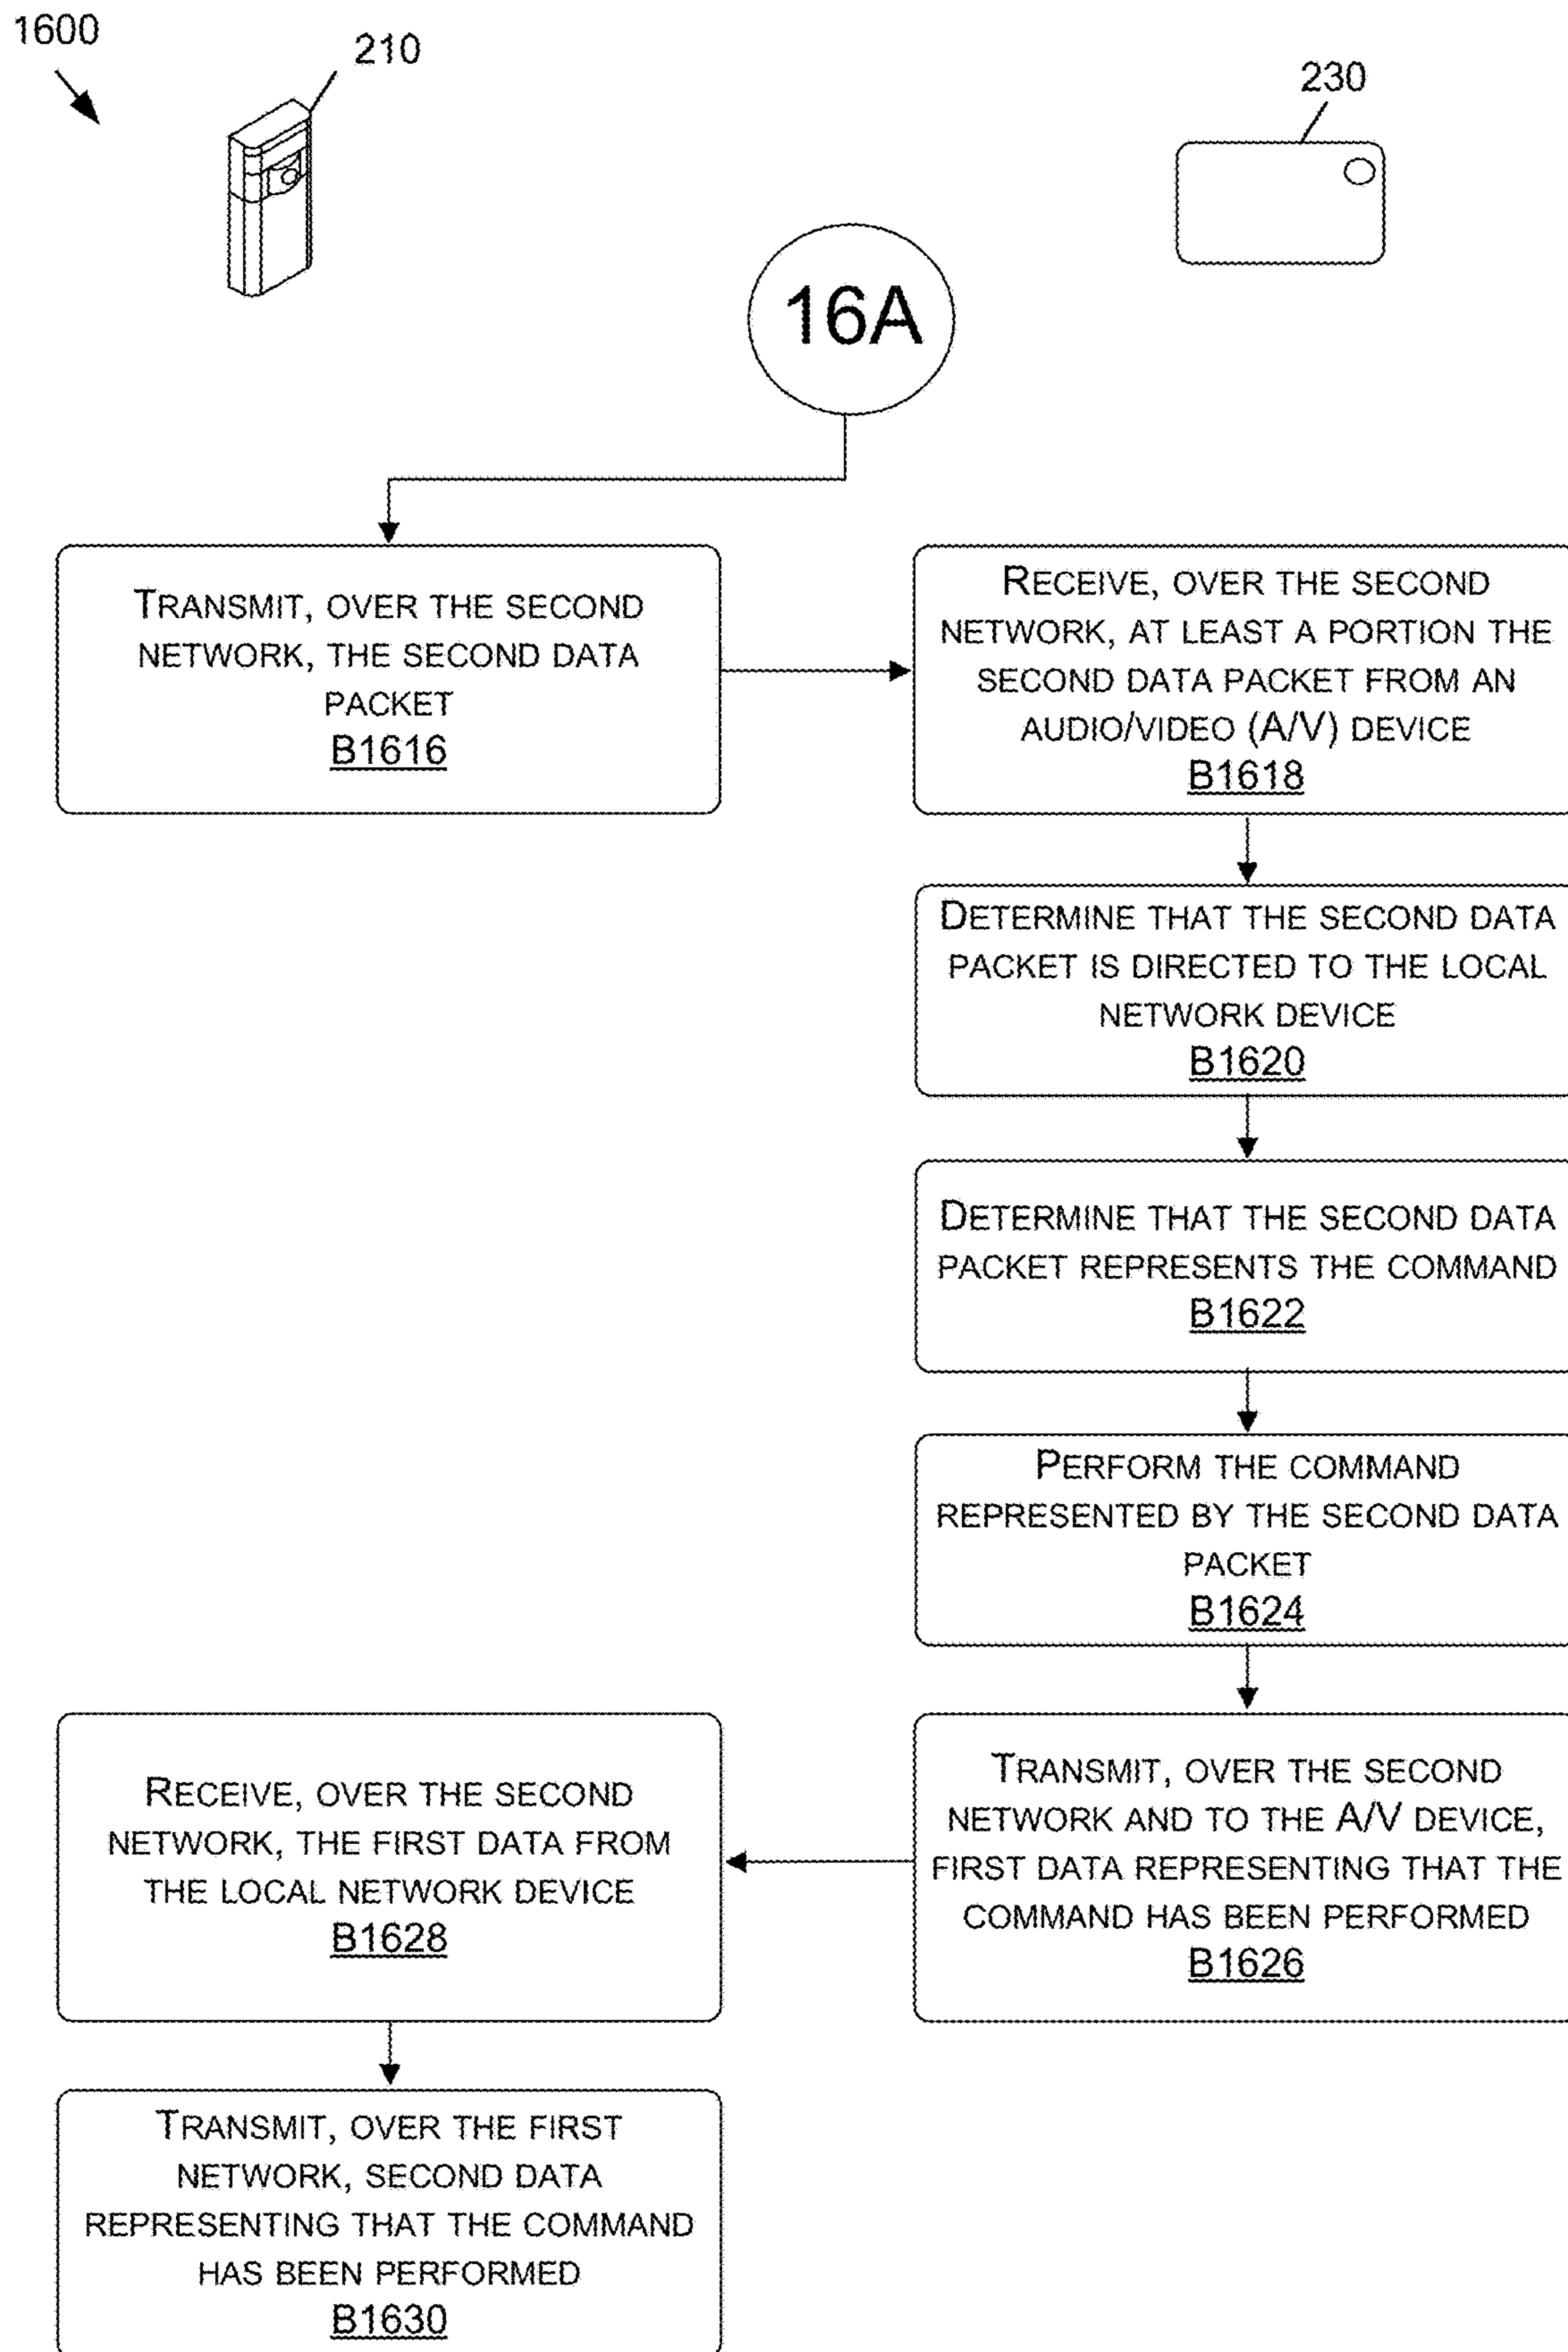 1600
210
230
16A
TRANSMIT, OVER THE SECOND
NETWORK, THE SECOND DATA
PACKET
B1616
RECEIVE, OVER THE SECOND
NETWORK, AT LEAST A PORTION THE
SECOND DATA PACKET FROM AN
AUDIO/VIDEO (A/V) DEVICE
B1618
DETERMINE THAT THE SECOND DATA
PACKET IS DIRECTED TO THE LOCAL
NETWORK DEVICE
B1620
DETERMINE THAT THE SECOND DATA
PACKET REPRESENTS THE COMMAND
B1622
PERFORM THE COMMAND
REPRESENTED BY THE SECOND DATA
PACKET
B1624
TRANSMIT, OVER THE SECOND
NETWORK AND TO THE A/V DEVICE,
FIRST DATA REPRESENTING THAT THE
COMMAND HAS BEEN PERFORMED
B1626
RECEIVE, OVER THE SECOND
NETWORK, THE FIRST DATA FROM
THE LOCAL NETWORK DEVICE
B1628
TRANSMIT, OVER THE FIRST
NETWORK, SECOND DATA
REPRESENTING THAT THE COMMAND
HAS BEEN PERFORMED
B1630